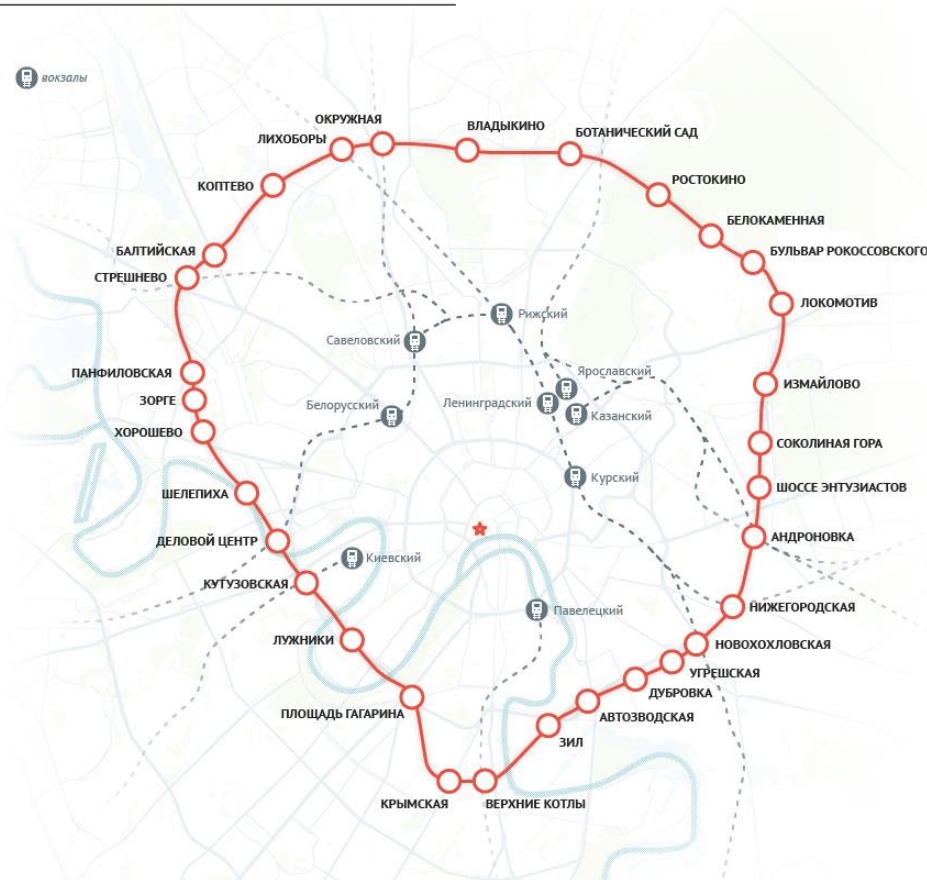 вокзалы
ОКРУЖНАЯ
ВЛАДЫКИНО
ЛИХОБОРЫ
БОТАНИЧЕСКИЙ САД
КОПТЕВО
РОСТОКИНО
БЕЛОКАМЕННАЯ
БАЛТИЙСКАЯ
БУЛЬВАР РОКОССОВСКОГО
СТРЕШНЕВО
ЛОКОМОТИВ
Рижский
Савеловский
ПАНФИЛОВСКАЯ
Ярославский
ИЗМАЙЛОВО
ЗОРГЕ
Белорусский
Ленинградский
Казанский
ХОРОШЕВО
СОКОЛИНАЯ ГОРА
Курский
ШЕЛЕПИХА
ШОССЕ ЭНТУЗИАСТОВ
ДЕЛОВОЙ ЦЕНТР
АНДРОНОВКА
Киевский
КУТУЗОВСКАЯ
Павелецкий
НИЖЕГОРОДСКАЯ
ЛУЖНИКИ
НОВОХОХЛОВСКАЯ
УГРЕШСКАЯ
ДУБРОВКА
ПЛОЩАДЬ ГАГАРИНА
АВТОЗВОДСКАЯ
ЗИЛ
КРЫМСКАЯ
ВЕРХНИЕ КОТЛЫ